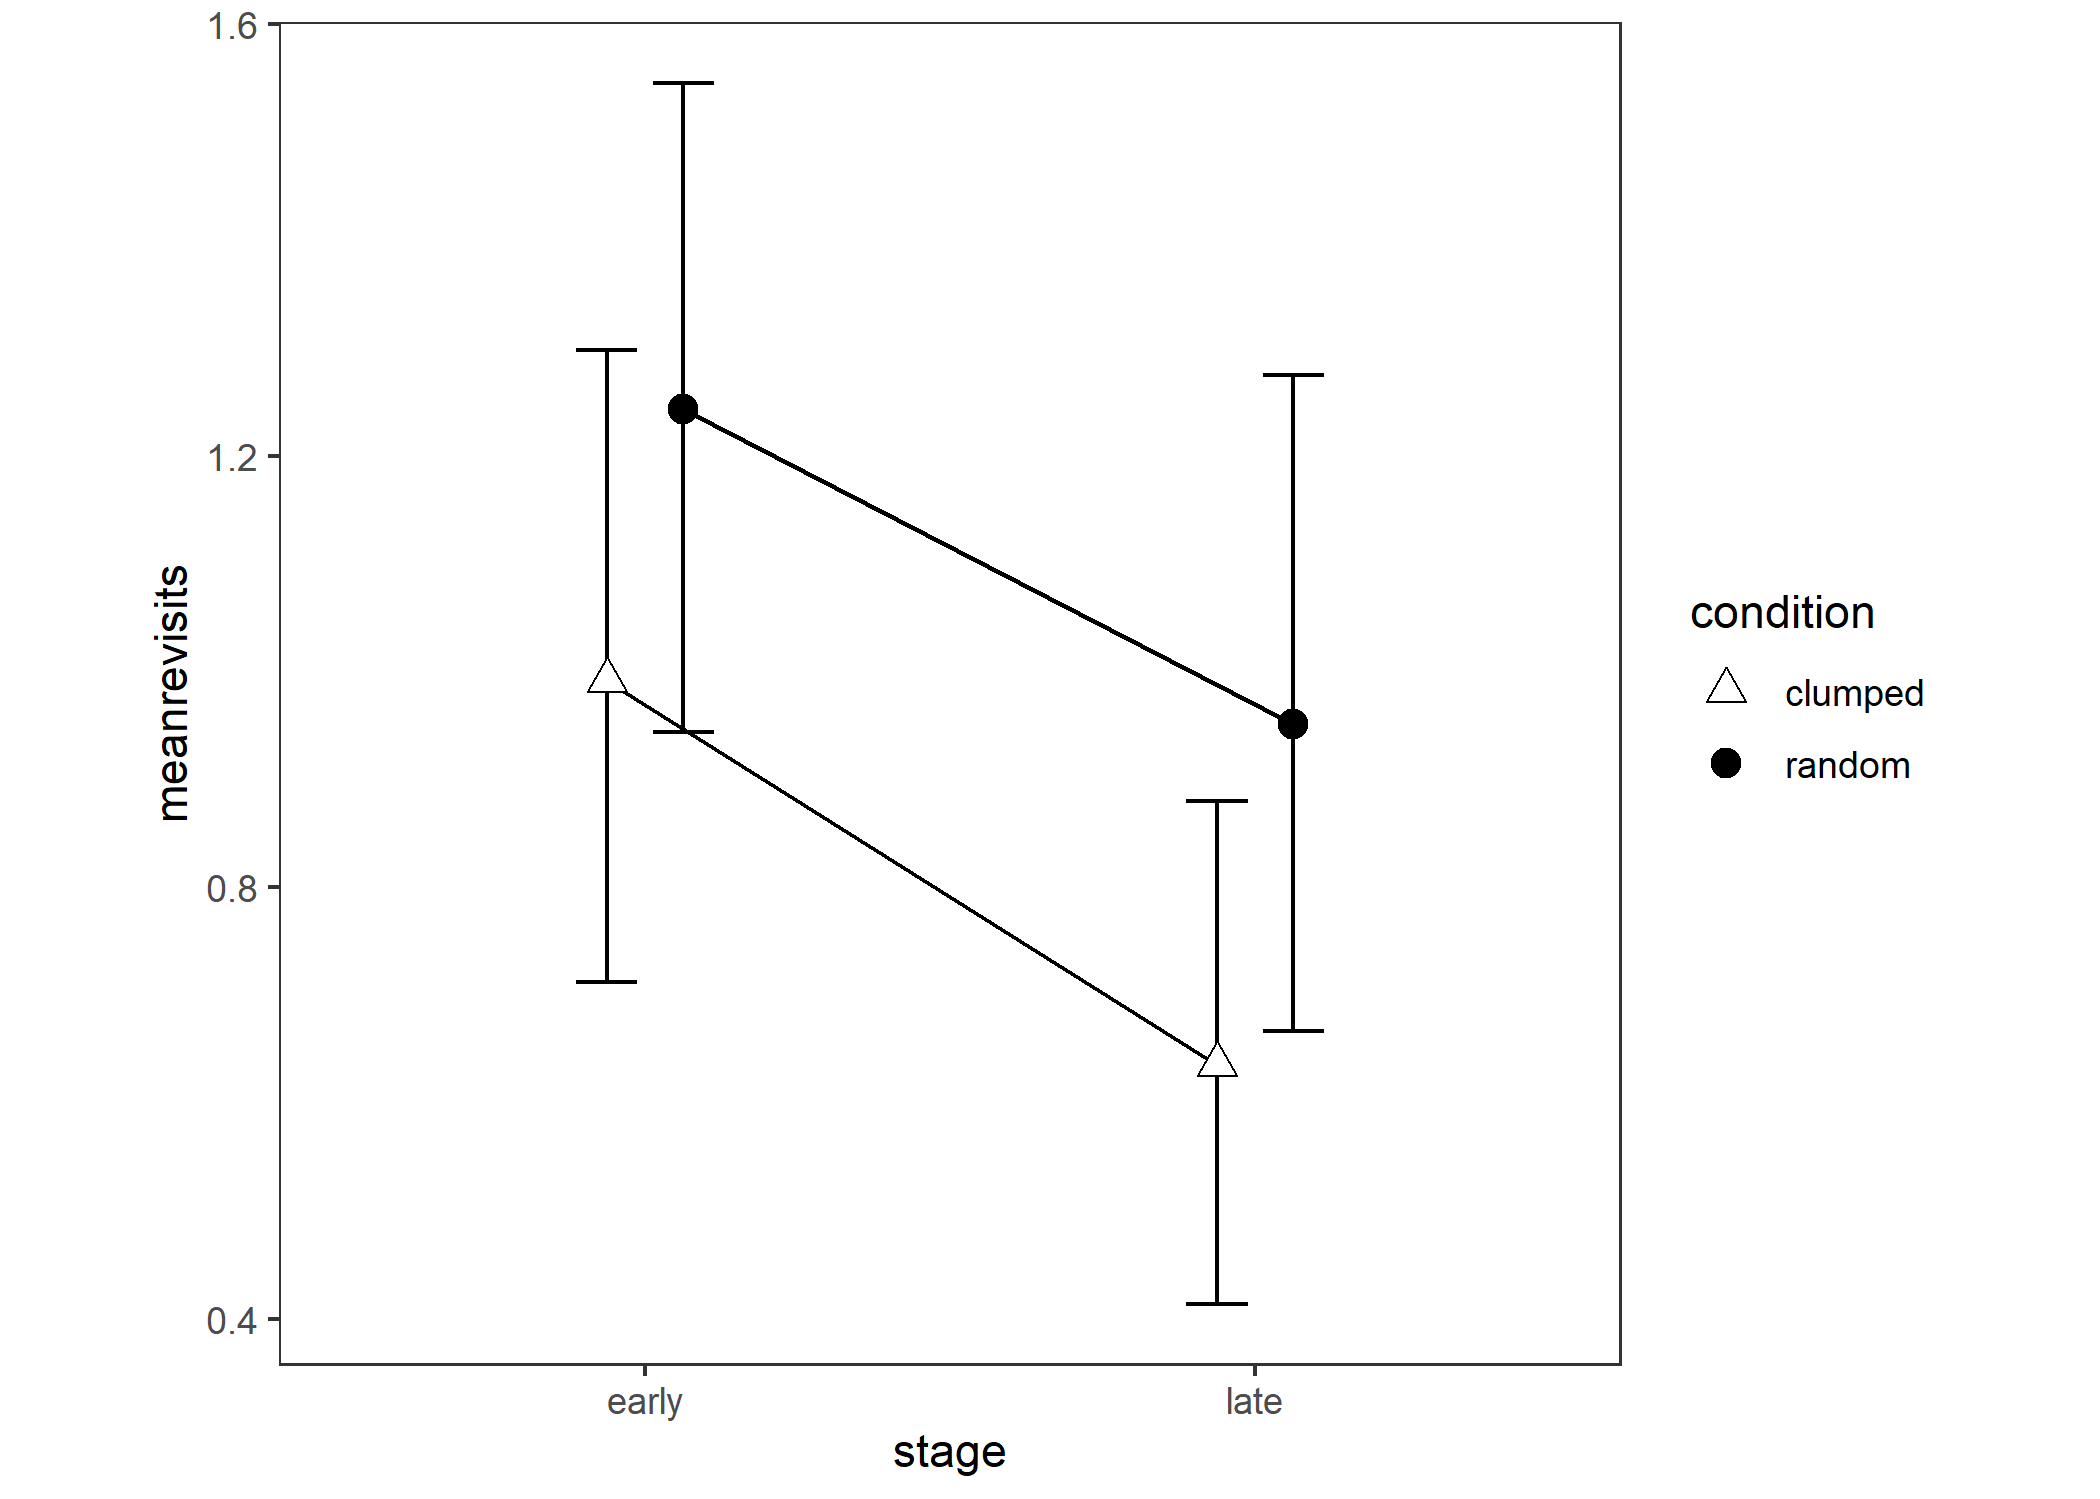 1.6
1.2
0.8
0.4
meanrevisits
early
late
stage
condition
clumped
random